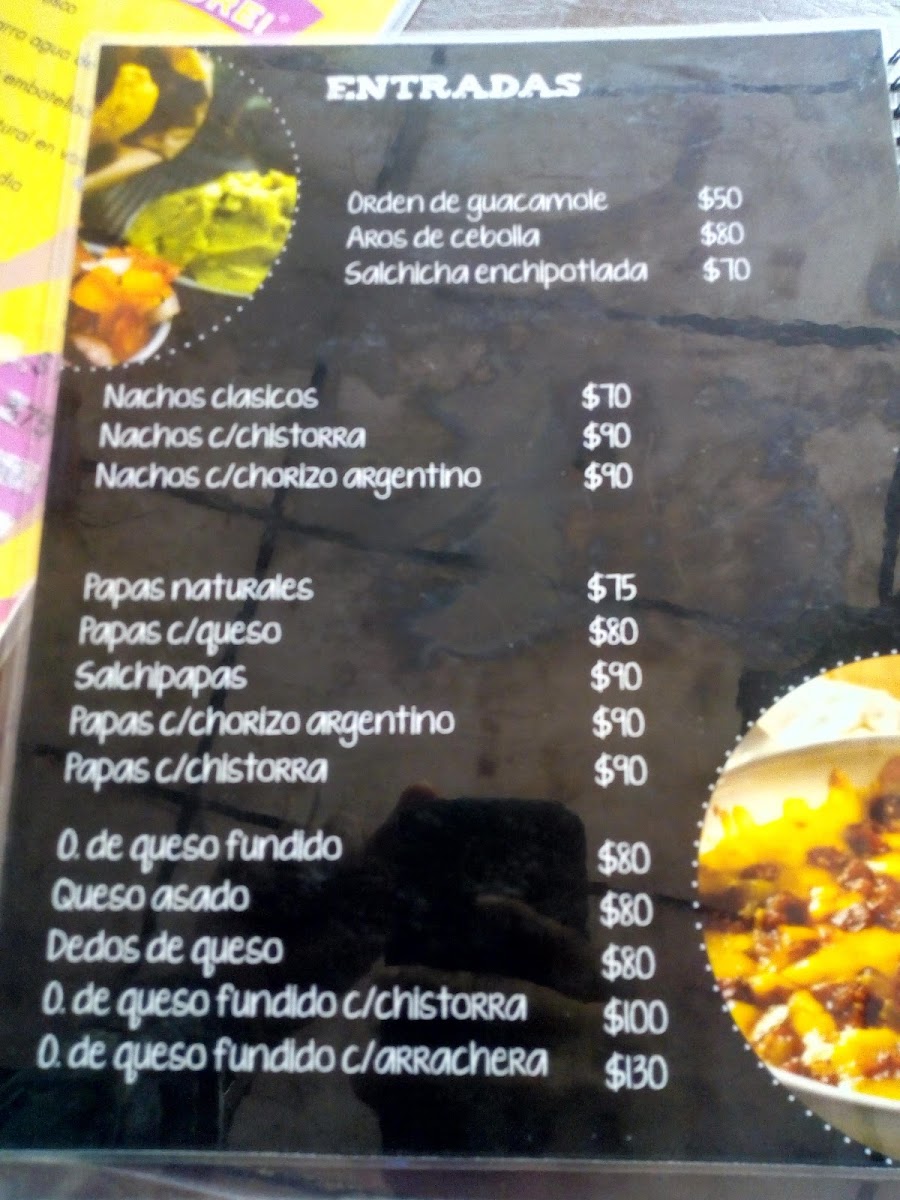 ORE!
embotella
ENTRADAS
Orden de guacamole $50
Aros de cebolla $80
Salchicha enchipotlada $70
Nachos clasicos $70
Nachos c/chistorra $90
Nachos c/chorizo argentino $90
Papas naturales $75
Papas c/queso $80
Salchipapas $90
Papas c/chorizo argentino $90
Papas c/chistorra $90
O. de queso fundido $80
Queso asado $80
Dedos de queso $80
O. de queso fundido c/chistorra $100
O. de queso fundido c/arrachera $130